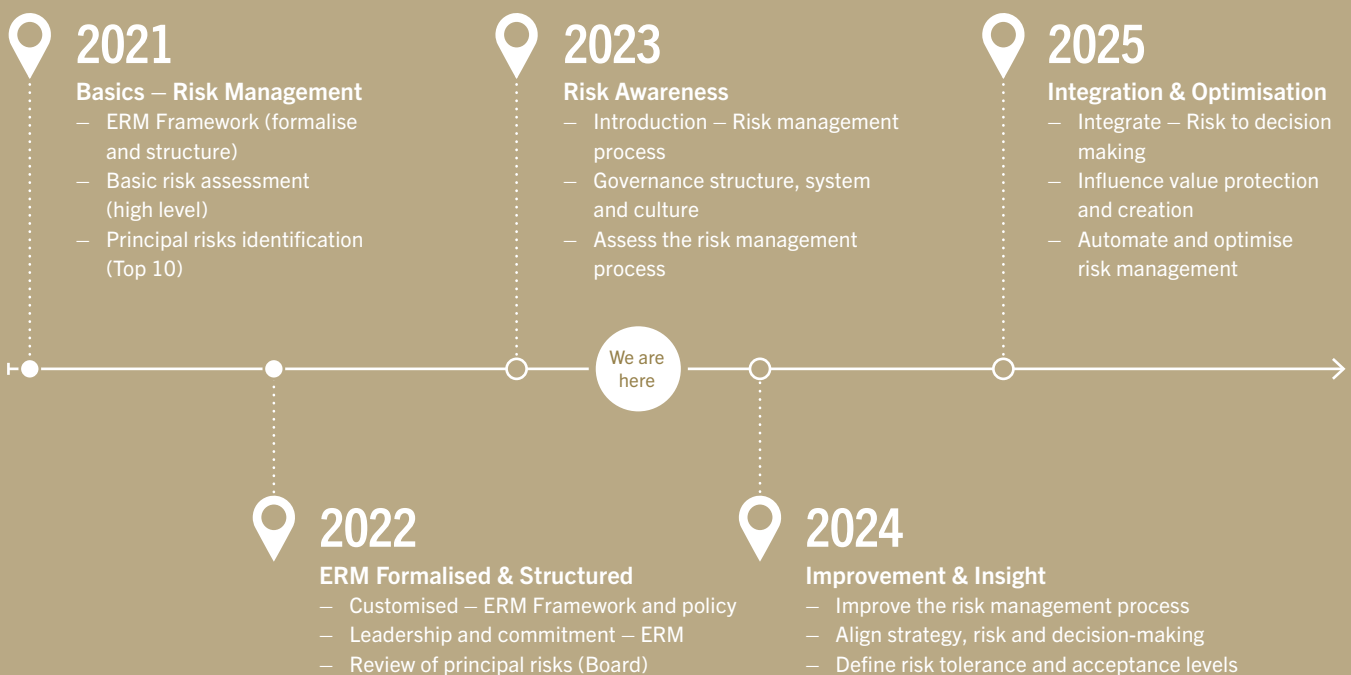 2021
Basics – Risk Management
– ERM Framework (formalise
and structure)
– Basic risk assessment
(high level)
– Principal risks identification
(Top 10)
2023
Risk Awareness
– Introduction – Risk management
process
– Governance structure, system
and culture
– Assess the risk management
process
2025
Integration & Optimisation
– Integrate – Risk to decision
making
– Influence value protection
and creation
– Automate and optimise
risk management
We are
here
2022
ERM Formalised & Structured
– Customised – ERM Framework and policy
– Leadership and commitment – ERM
– Review of principal risks (Board)
2024
Improvement & Insight
– Improve the risk management process
– Align strategy, risk and decision-making
– Define risk tolerance and acceptance levels